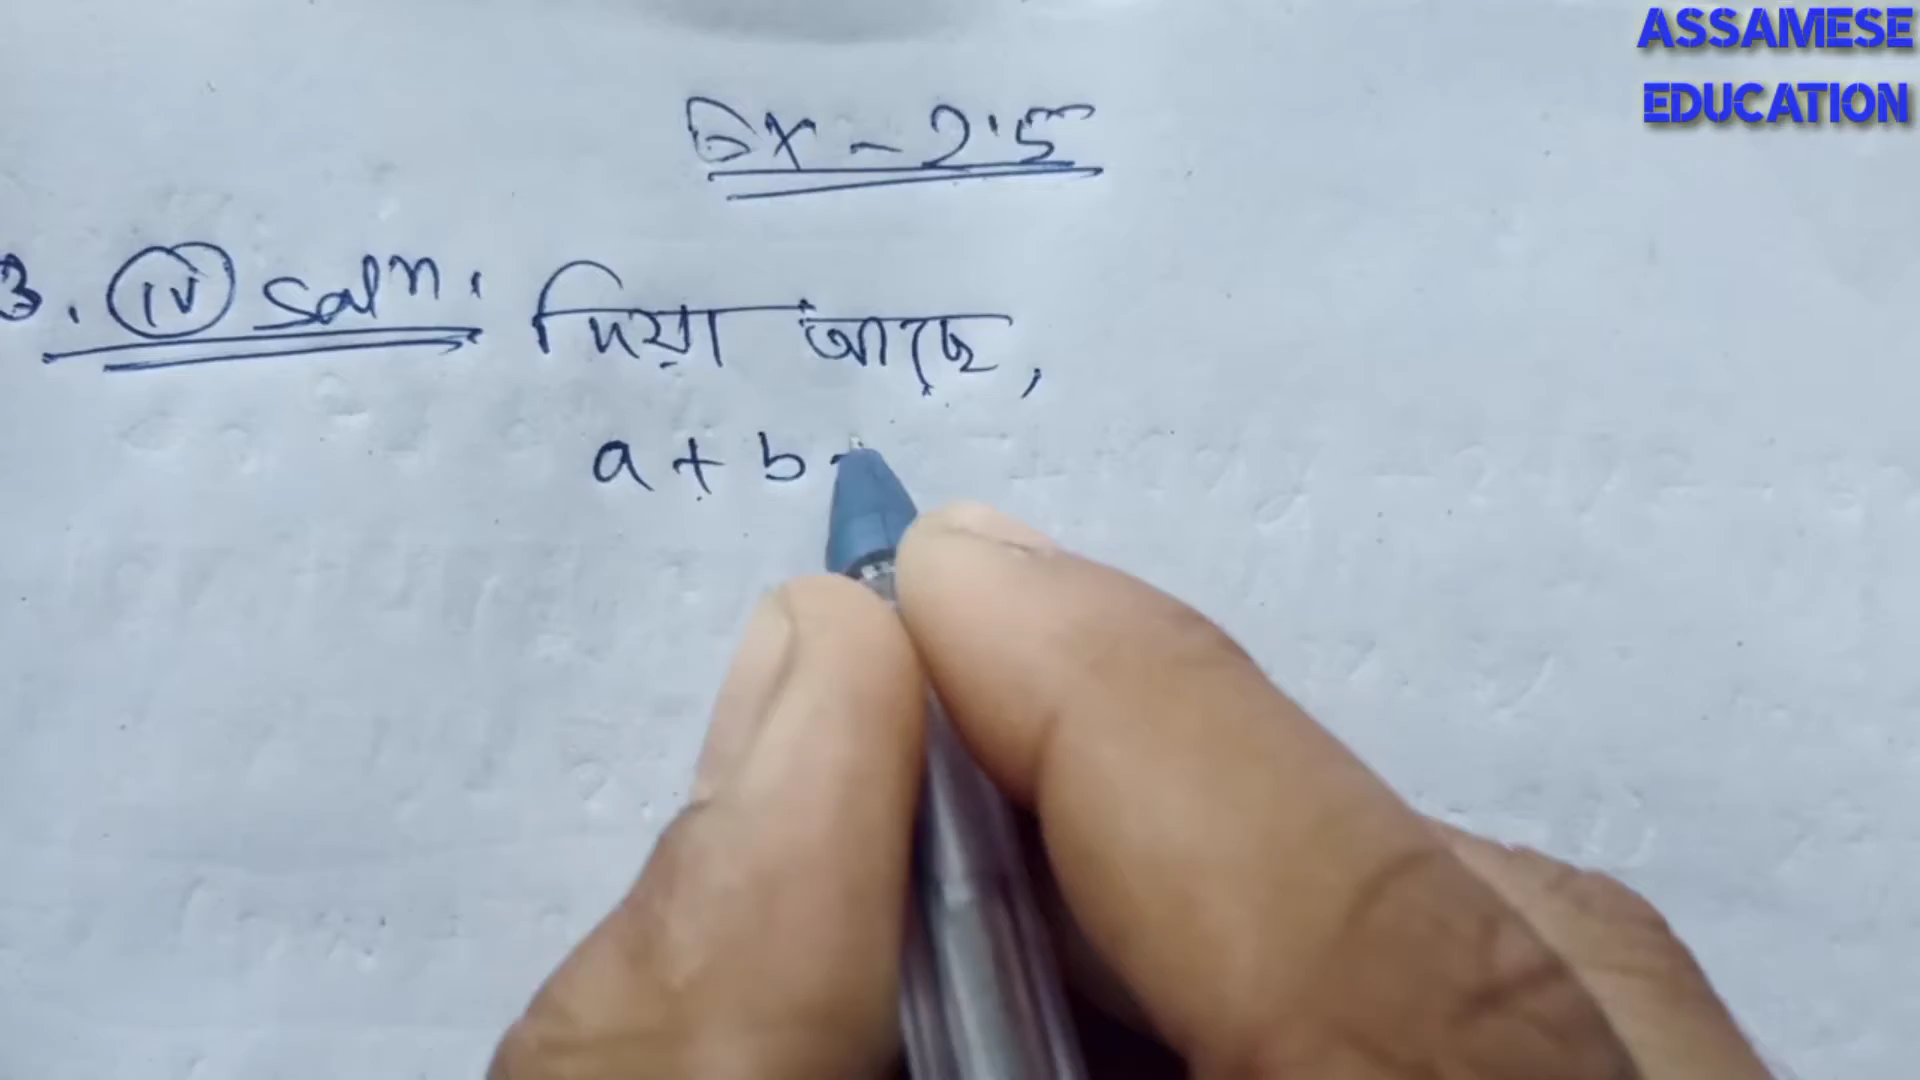 ASSAMESE
EDUCATION
Ex - 2.5
3. (iv) Soln. দিয়া আছে,
a + b